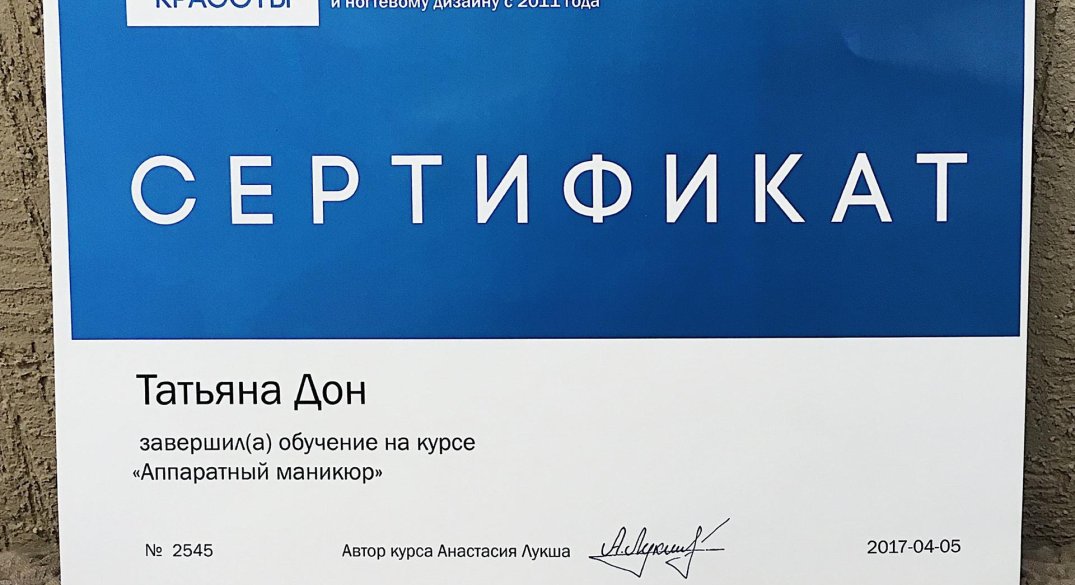 КРАСОТЫ
и ногтевому дизайну с 2011 года
СЕРТИФИКАТ
Татьяна Дон
завершил(а) обучение на курсе
«Аппаратный маникюр»
№ 2545
Автор курса Анастасия Лукша
А.Лукша
2017-04-05